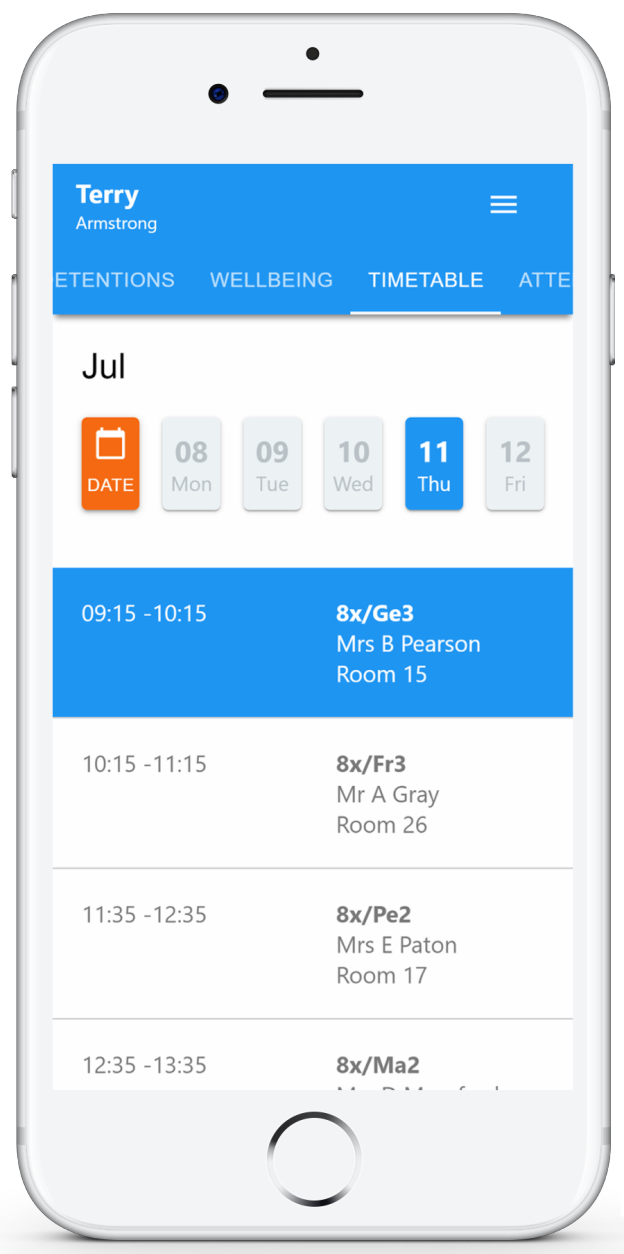 Terry
Armstrong
ETENTIONS WELLBEING TIMETABLE ATTE
Jul
DATE
08
Mon
09
Tue
10
Wed
11
Thu
12
Fri
09:15 -10:15
8x/Ge3
Mrs B Pearson
Room 15
10:15 -11:15
8x/Fr3
Mr A Gray
Room 26
11:35 -12:35
8x/Pe2
Mrs E Paton
Room 17
12:35 -13:35
8x/Ma2